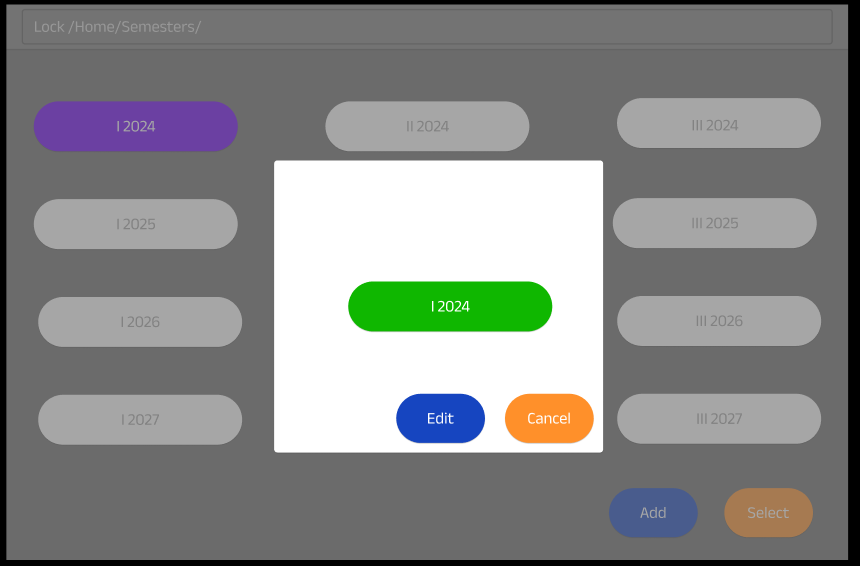 Lock /Home/Semesters/
I 2024
II 2024
III 2024
I 2025
III 2025
I 2024
I 2026
III 2026
Edit
Cancel
I 2027
III 2027
Add
Select